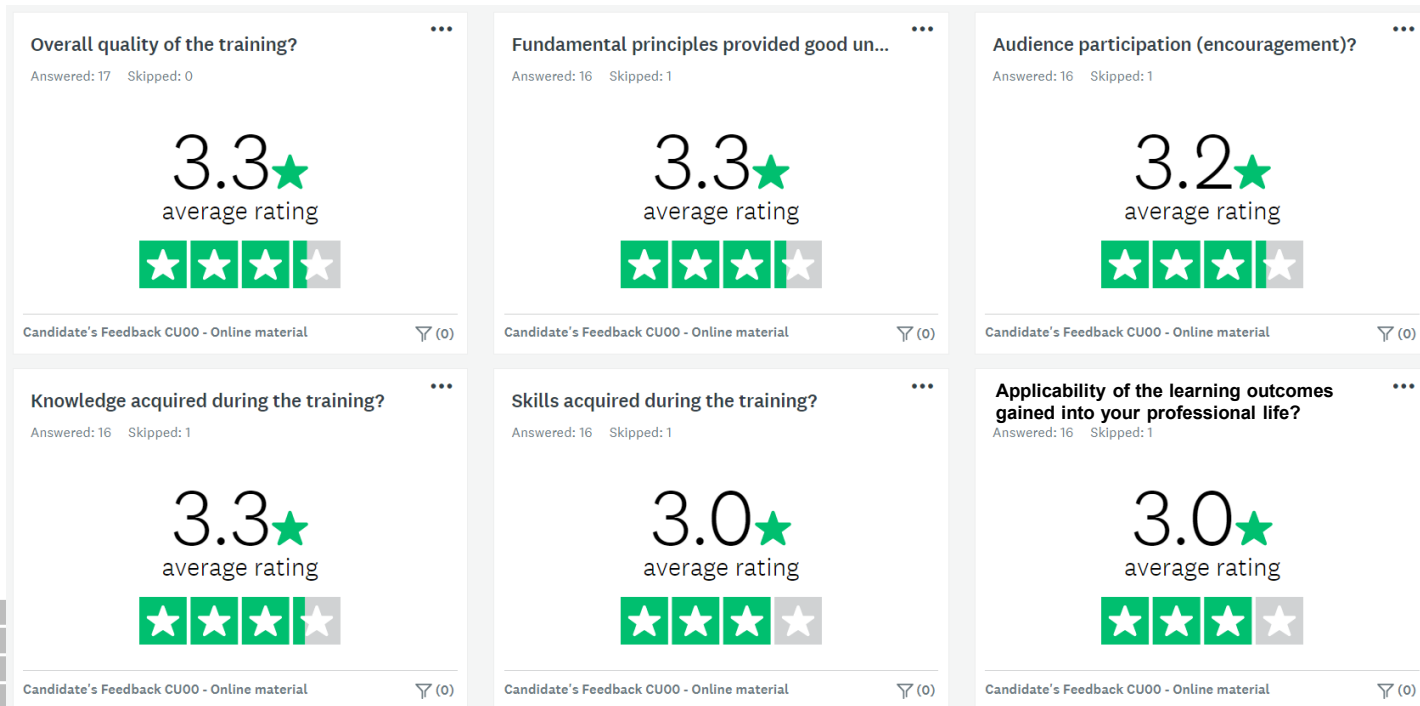 Overall quality of the training?
Answered: 17 Skipped: 0
3.3
average rating
Candidate's Feedback CU00 - Online material
(0)
Fundamental principles provided good un...
Answered: 16 Skipped: 1
3.3
average rating
Candidate's Feedback CU00 - Online material
(0)
Audience participation (encouragement)?
Answered: 16 Skipped: 1
3.2
average rating
Candidate's Feedback CU00 - Online material
(0)
Knowledge acquired during the training?
Answered: 16 Skipped: 1
3.3
average rating
Candidate's Feedback CU00 - Online material
(0)
Skills acquired during the training?
Answered: 16 Skipped: 1
3.0
average rating
Candidate's Feedback CU00 - Online material
(0)
Applicability of the learning outcomes
gained into your professional life?
Answered: 16 Skipped: 1
3.0
average rating
Candidate's Feedback CU00 - Online material
(0)